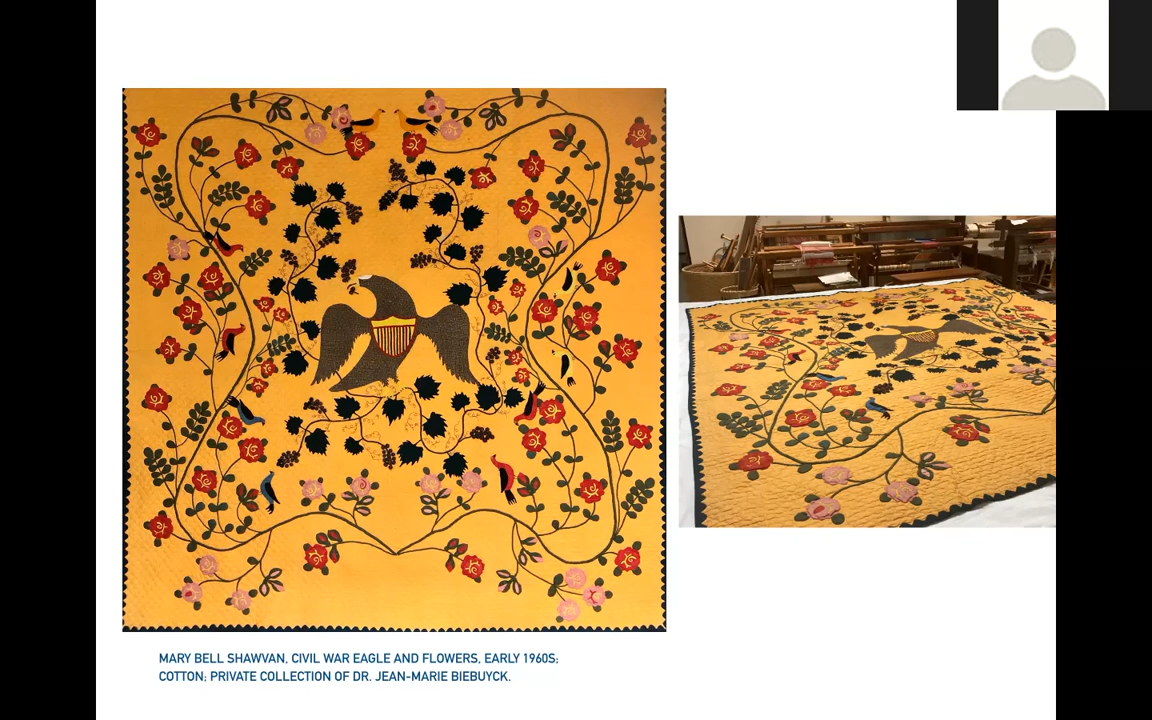 MARY BELL SHAWVAN, CIVIL WAR EAGLE AND FLOWERS, EARLY 1960S;
COTTON; PRIVATE COLLECTION OF DR. JEAN-MARIE BIEBUYCK.